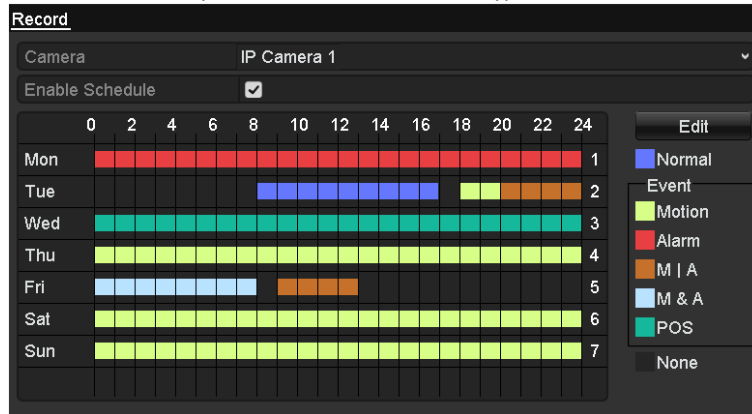 Record
Camera IP Camera 1
Enable Schedule
0 2 4 6 8 10 12 14 16 18 20 22 24 Edit
Mon 1 Normal
Tue 2 Event
Motion
Wed 3
Alarm
Thu 4
M | A
Fri 5
M & A
Sat 6 POS
Sun 7 None